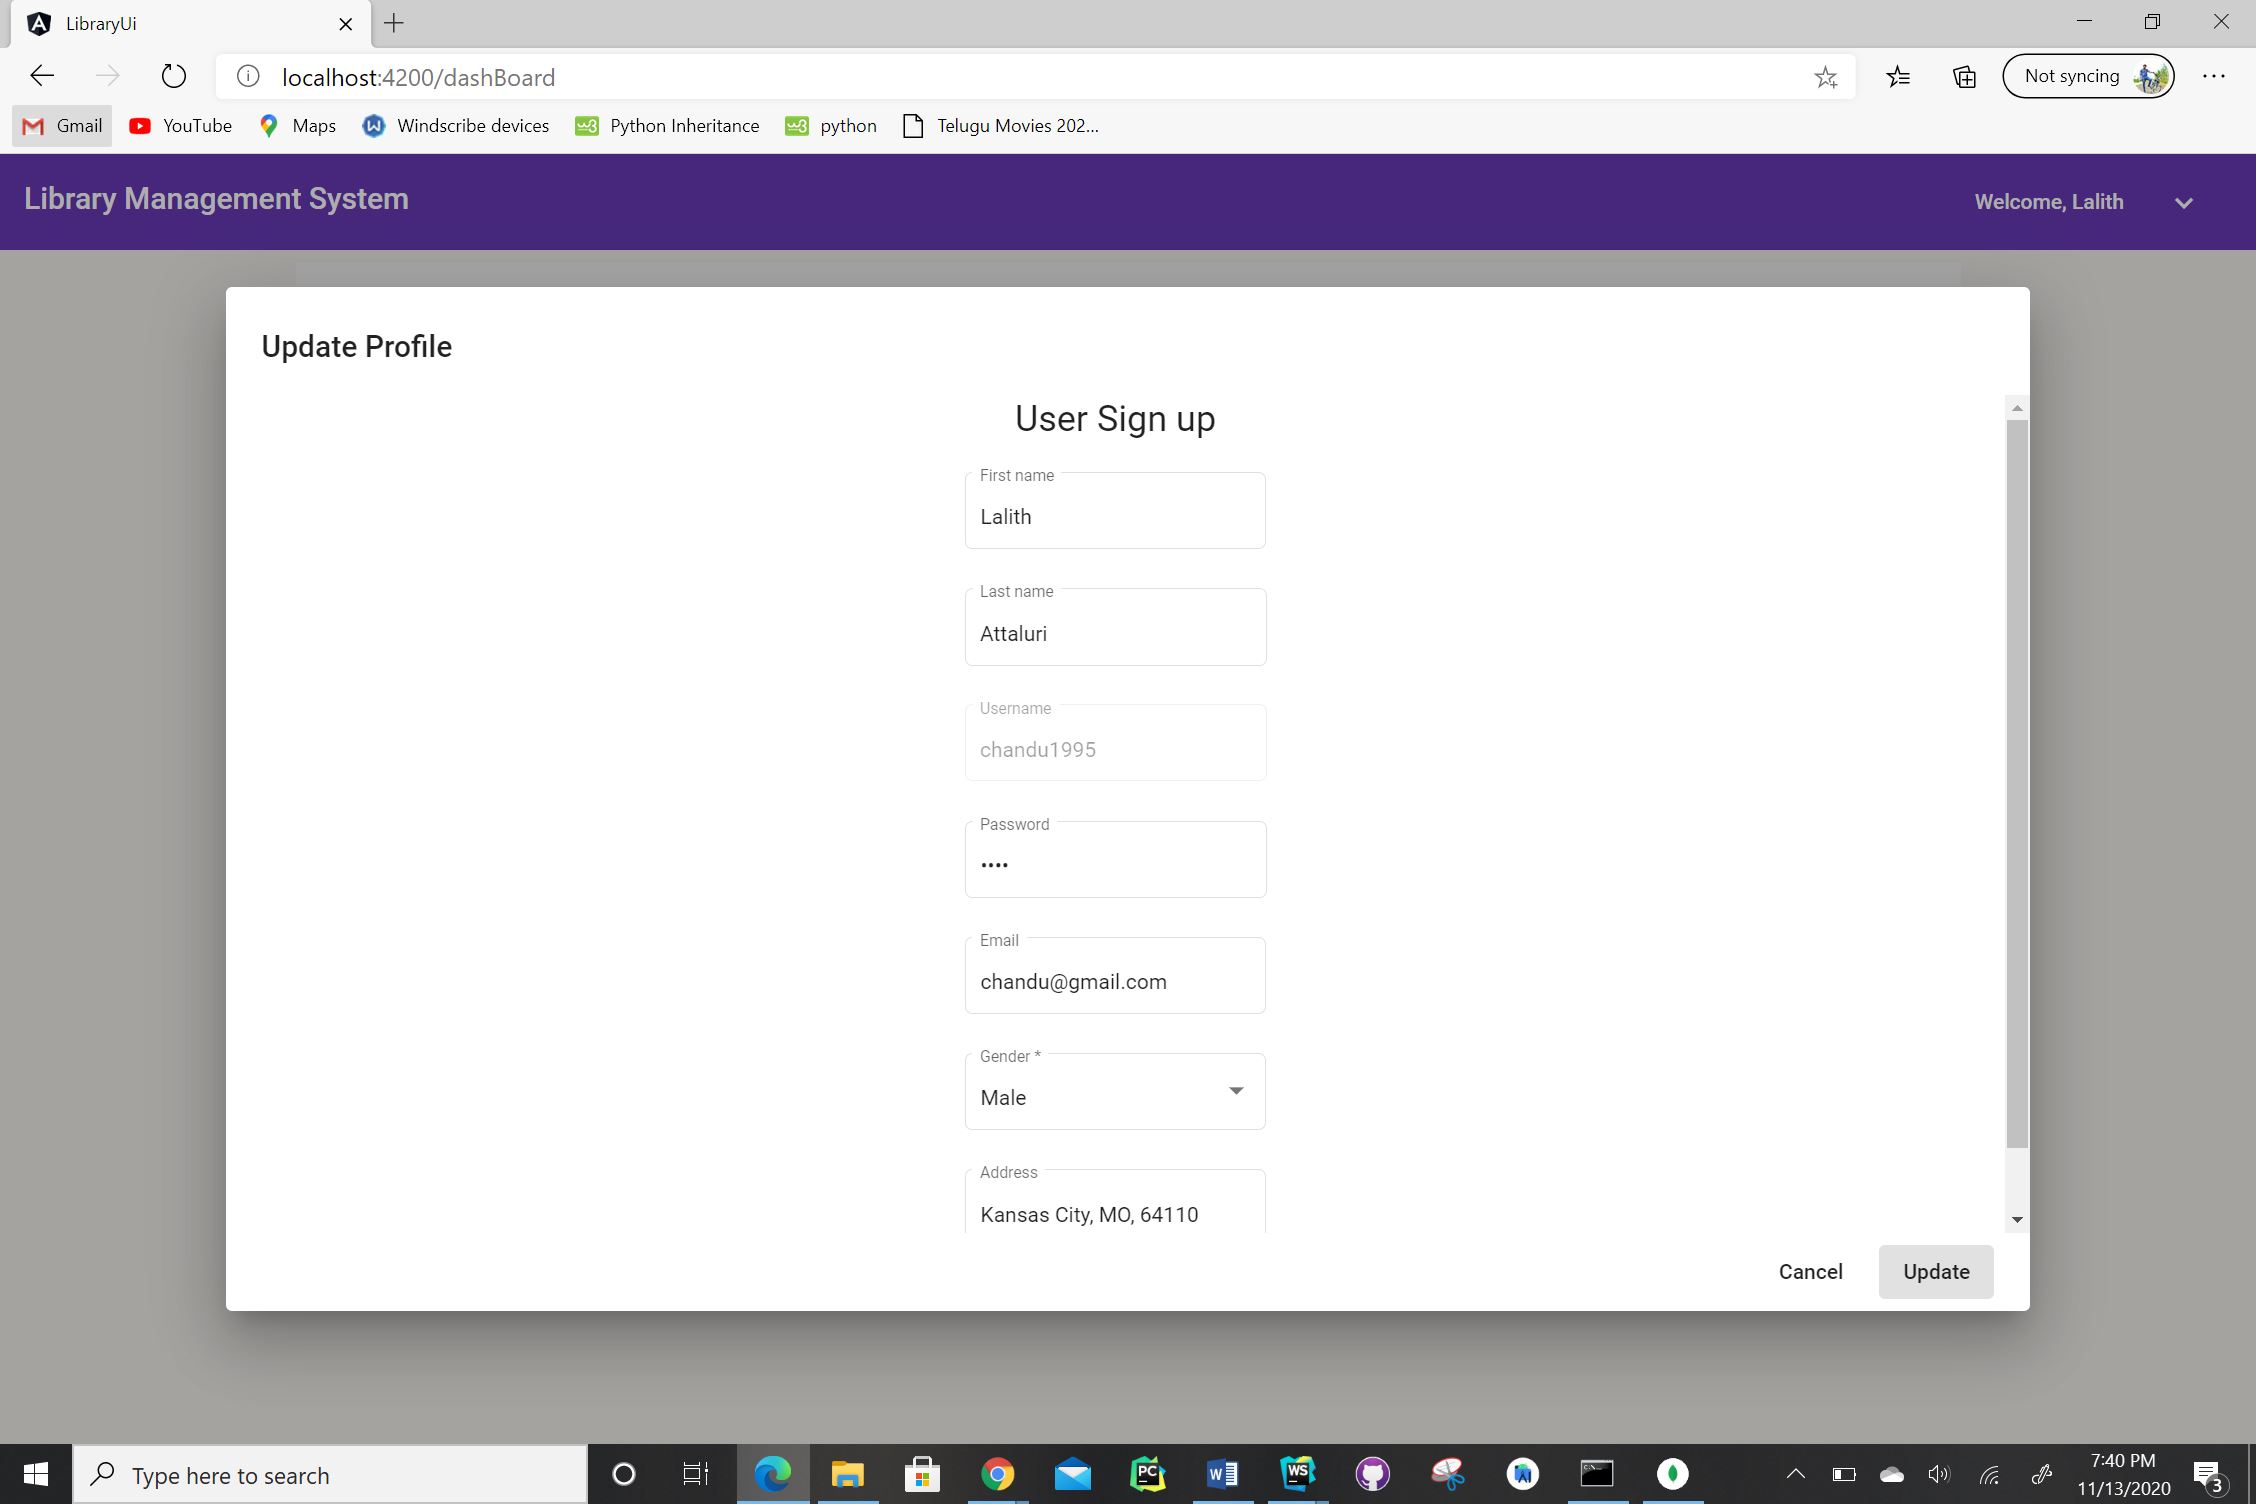 LibraryUi
localhost:4200/dashBoard
Not syncing
Gmail YouTube Maps Windscribe devices Python Inheritance python Telugu Movies 202...
Library Management System
Welcome, Lalith
Update Profile
User Sign up
First name
Lalith
Last name
Attaluri
Username
chandu1995
Password
••••
Email
chandu@gmail.com
Gender *
Male
Address
Kansas City, MO, 64110
Cancel Update
Type here to search
PC
W
WS
7:40 PM
11/13/2020
3